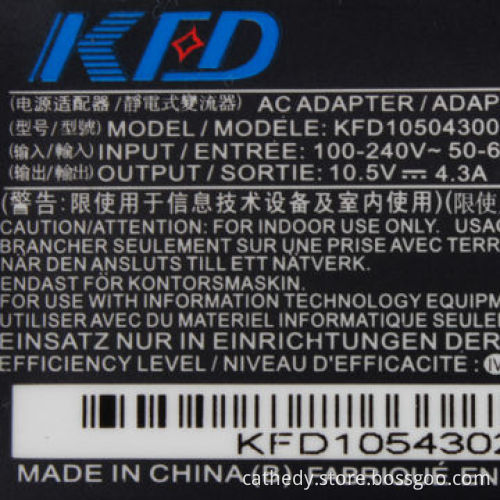 KFD
(电源适配器/靜電式變流器) AC ADAPTER / ADAP
(型号/型號) MODEL / MODELE: KFD10504300
(输入/輸入) INPUT / ENTRÉE: 100-240V~ 50-6
(输出/輸出) OUTPUT / SORTIE: 10.5V⎓ 4.3A
(警告:限使用于信息技术设备及室内使用) (限使
CAUTION/ATTENTION: FOR INDOOR USE ONLY. USAG
BRANCHER SEULEMENT SUR UNE PRISE AVEC TERR
NÄR DEN ANSLUTS TILL ETT NÄTVERK.
ENDAST FÖR KONTORSMASKIN.
FOR USE WITH INFORMATION TECHNOLOGY EQUIPM
UTILISER AVEC DU MATERIEL INFORMATIQUE SEULE
EINSATZ NUR IN EINRICHTUNGEN DER
EFFICIENCY LEVEL / NIVEAU D'EFFICACITÉ :
KFD1054302
MADE IN CHINA (B) FABRIQUÉ EN
cathedy.store.bossgoo.com